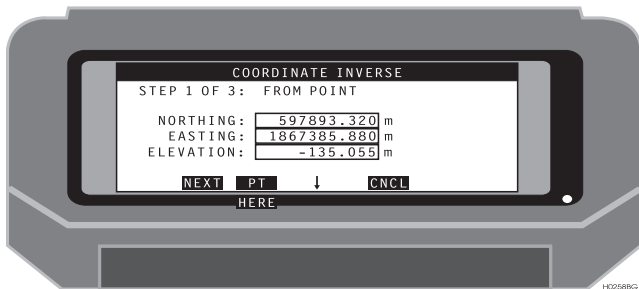 COORDINATE INVERSE
STEP 1 OF 3: FROM POINT
NORTHING: 597893.320 m
EASTING: 1867385.880 m
ELEVATION: -135.055 m
NEXT PT ↓ CNCL
HERE
H0258BG